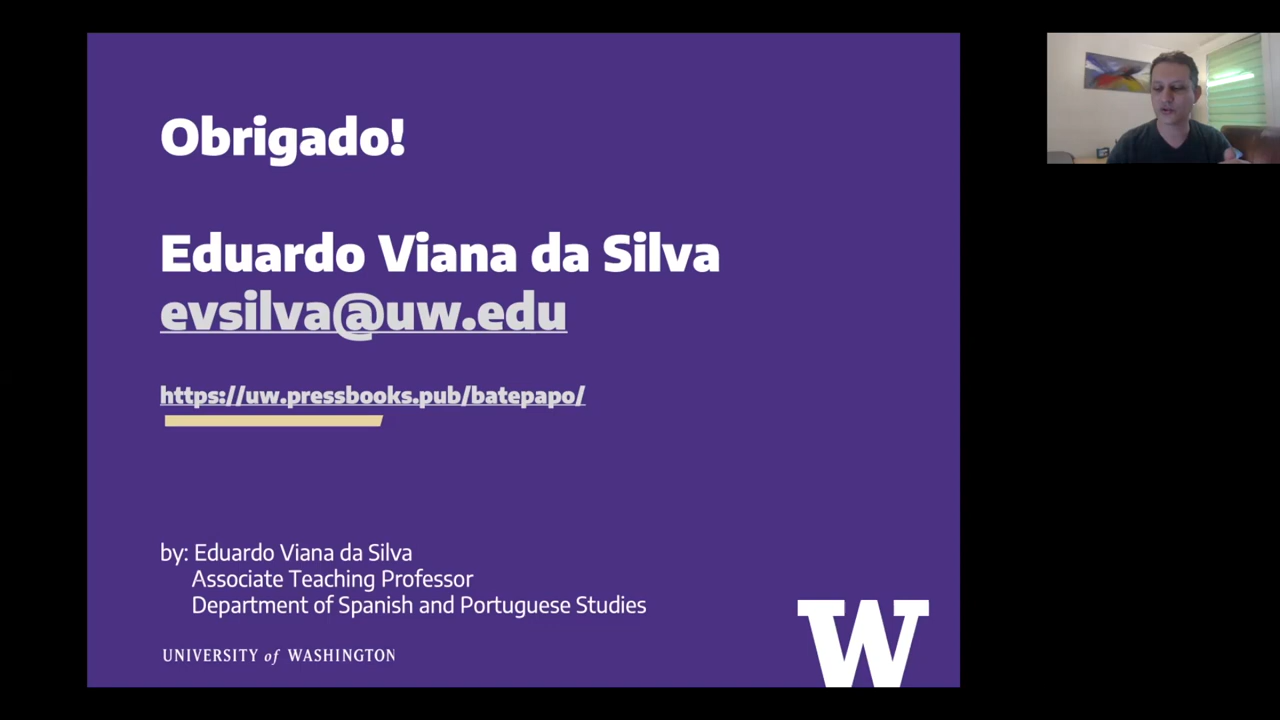 Obrigado!
Eduardo Viana da Silva
evsilva@uw.edu
https://uw.pressbooks.pub/batepapo/
by: Eduardo Viana da Silva
Associate Teaching Professor
Department of Spanish and Portuguese Studies
UNIVERSITY of WASHINGTON
W